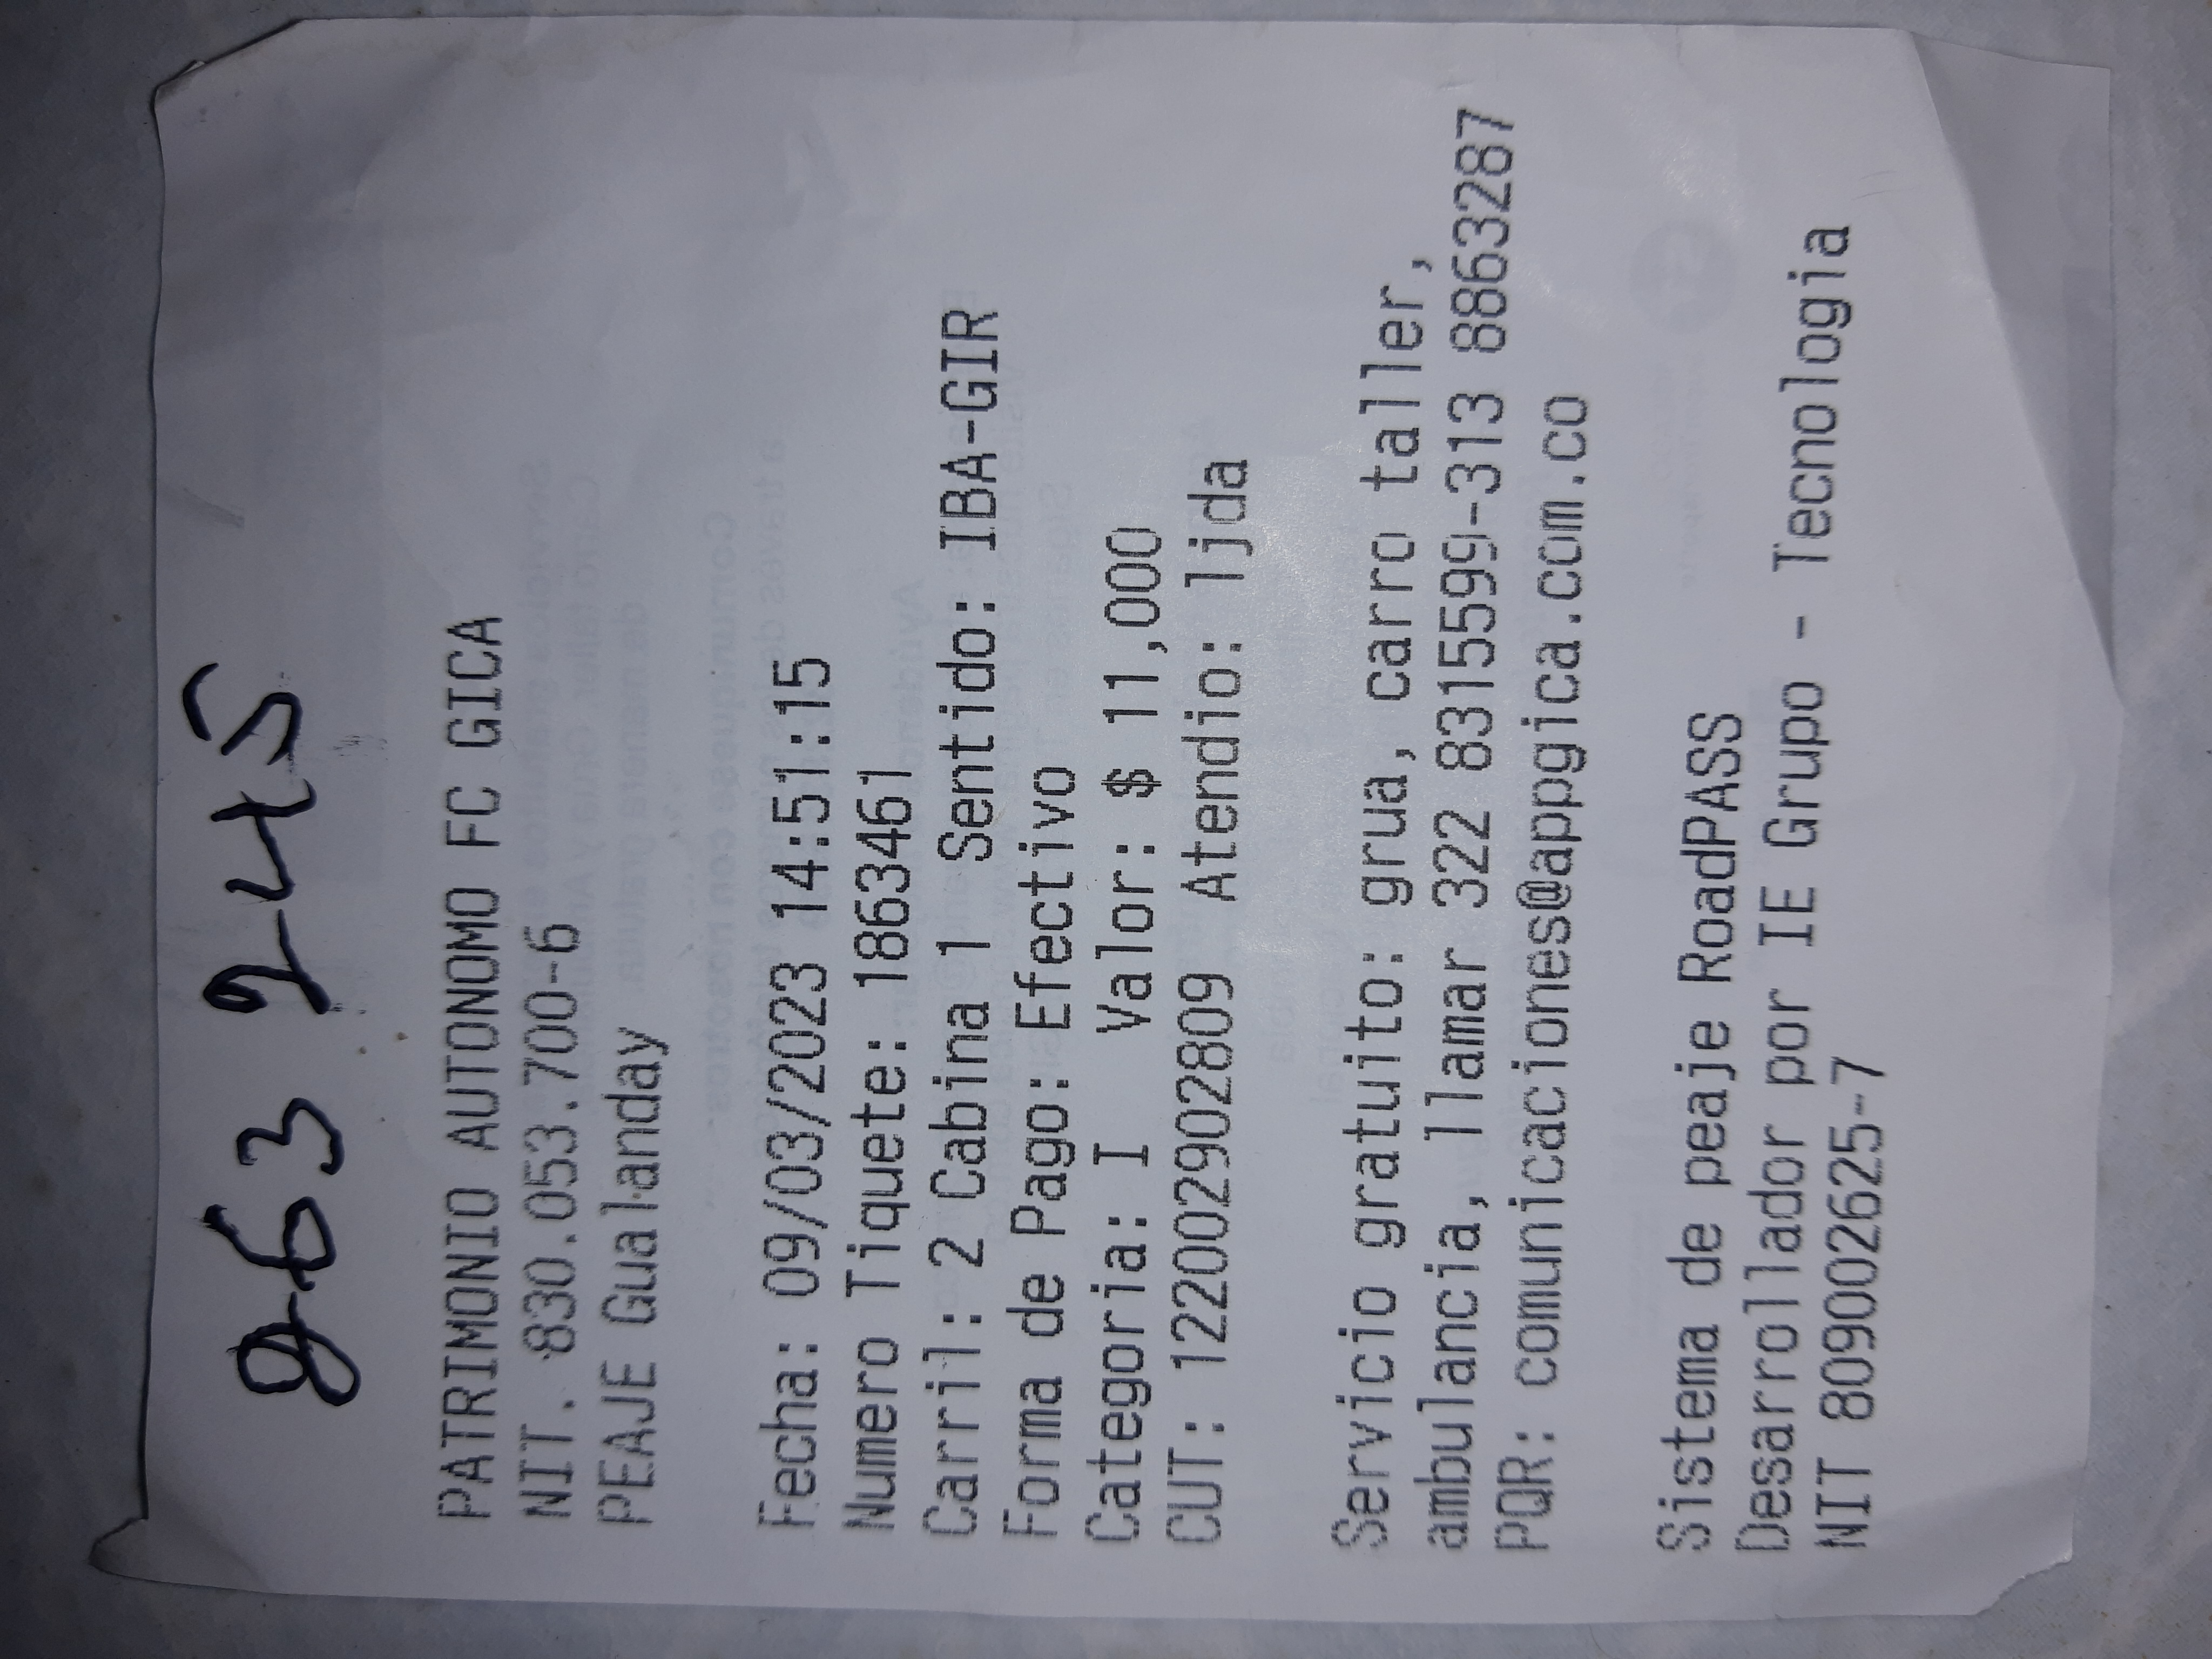 863 245
PATRIMONIO AUTONOMO FC GICA
NIT. 830.053.700-6
PEAJE Gualanday
Fecha: 09/03/2023 14:51:15
Numero Tiquete: 1863461
Carril: 2 Cabina 1 Sentido: IBA-GIR
Forma de Pago: Efectivo
Categoria: I Valor: $ 11,000
CUT: 122002902809 Atendio: ljda
Servicio gratuito: grua, carro taller,
ambulancia, llamar 322 8315599-313 8863287
PQR: comunicaciones@appgica.com.co
Sistema de peaje RoadPASS
Desarrollador por IE Grupo - Tecnologia
NIT 809002625-7